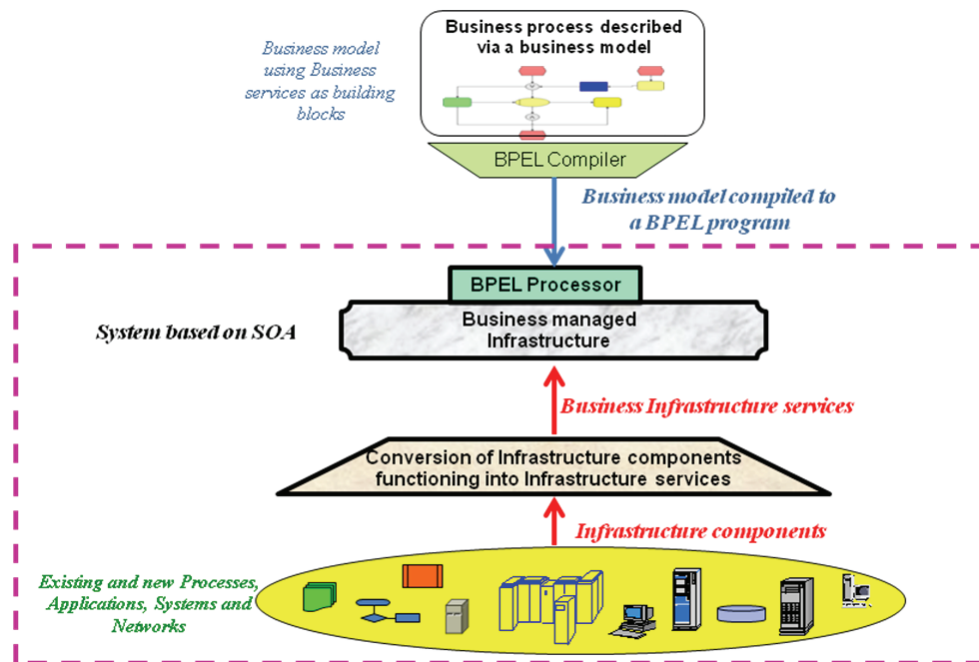 Business process described
via a business model
Business model
using Business
services as building
blocks
BPEL Compiler
Business model compiled to
a BPEL program
BPEL Processor
System based on SOA
Business managed
Infrastructure
Business Infrastructure services
Conversion of Infrastructure components
functioning into Infrastructure services
Infrastructure components
Existing and new Processes,
Applications, Systems and
Networks